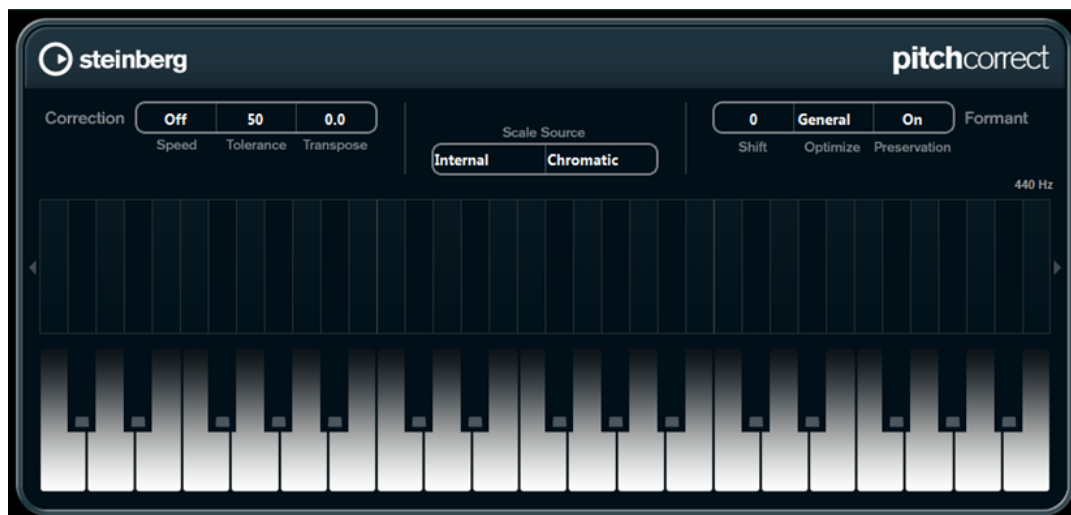 steinberg
pitchcorrect
Correction Off 50 0.0
Speed Tolerance Transpose
Scale Source
Internal Chromatic
0 General On Formant
Shift Optimize Preservation
440 Hz